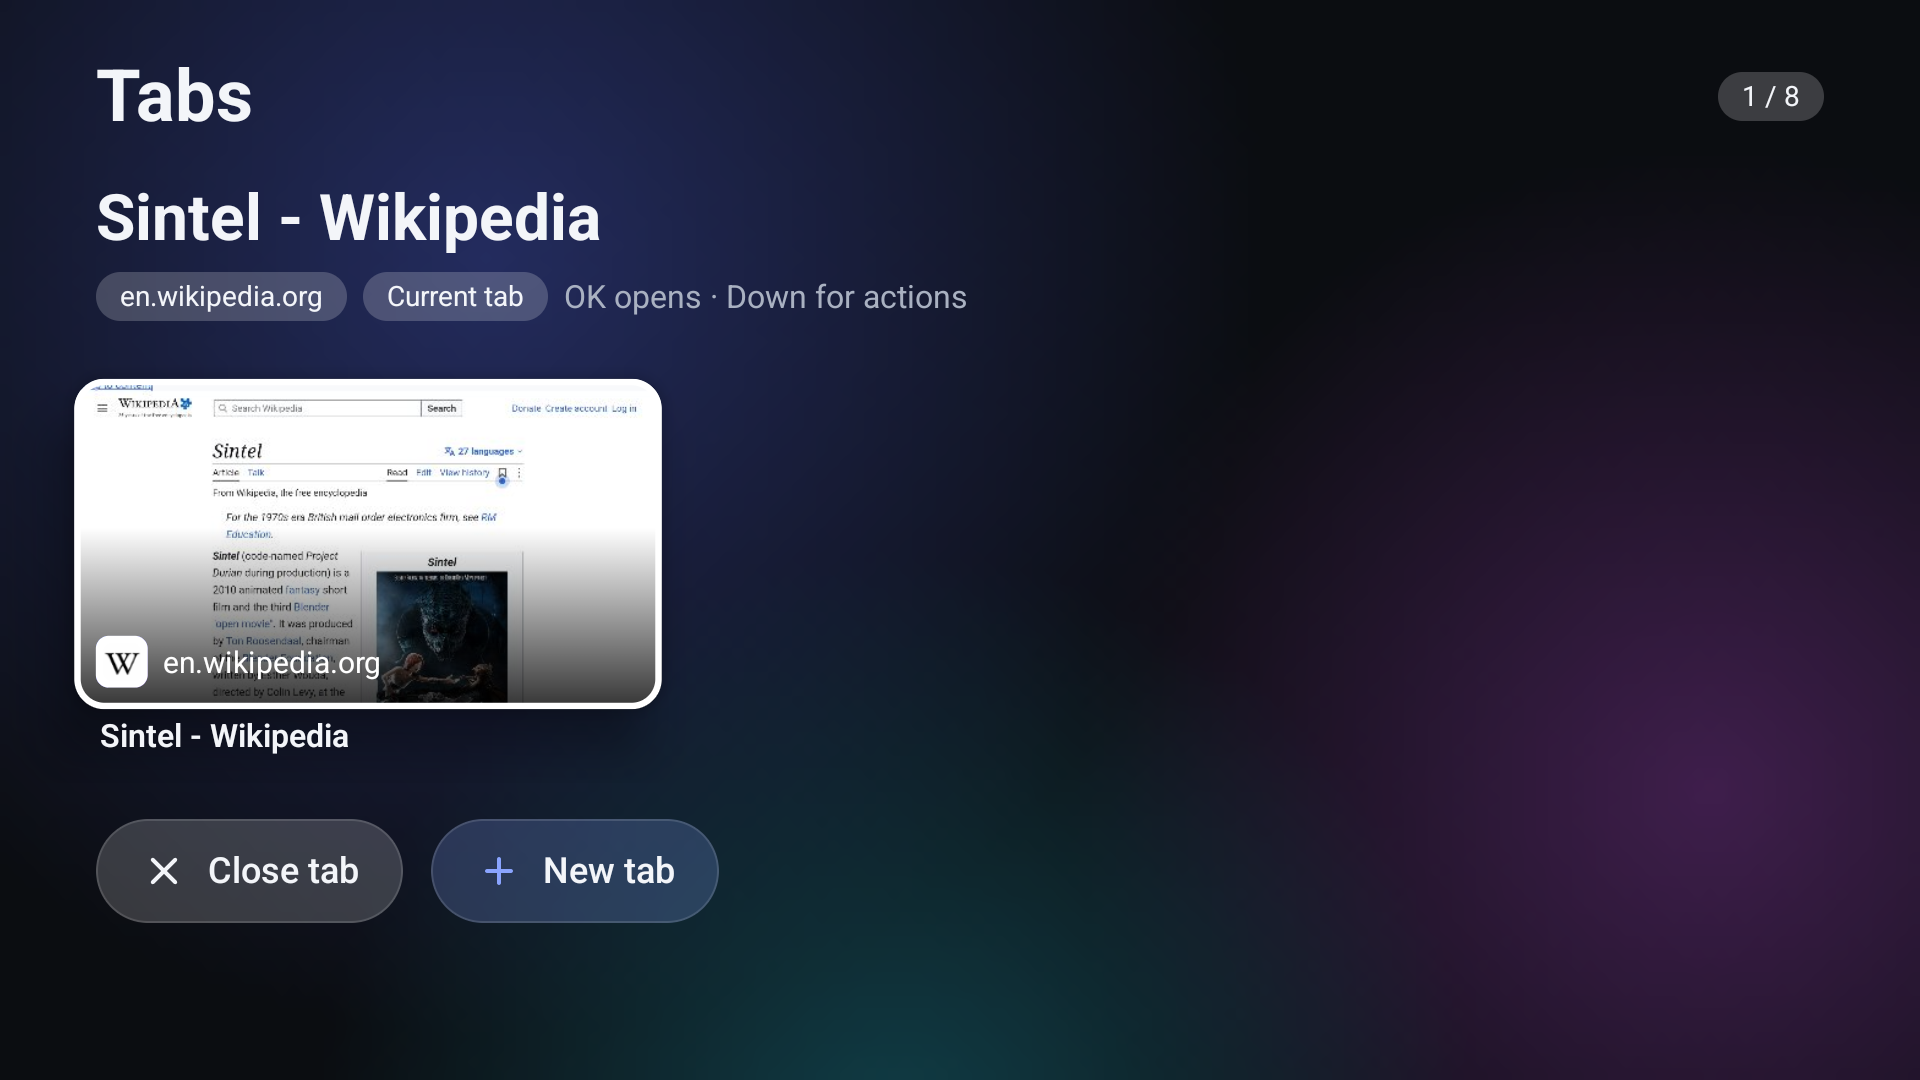 Tabs
1 / 8
Sintel - Wikipedia
en.wikipedia.org
Current tab
OK opens · Down for actions
WIKIPEDIA
Search Wikipedia
Search
Donate Create account Log in
Sintel
27 languages
Article Talk
Read Edit View history
From Wikipedia, the free encyclopedia
For the 1970s era British mail order electronics firm, see RM
Education.
Sintel (code-named Project
Durian during production) is a
2010 animated fantasy short
film and the third Blender
"open movie". It was produced
by Ton Roosendaal, chairman
directed by Colin Levy, at the
Sintel
W
en.wikipedia.org
Sintel - Wikipedia
Close tab
New tab